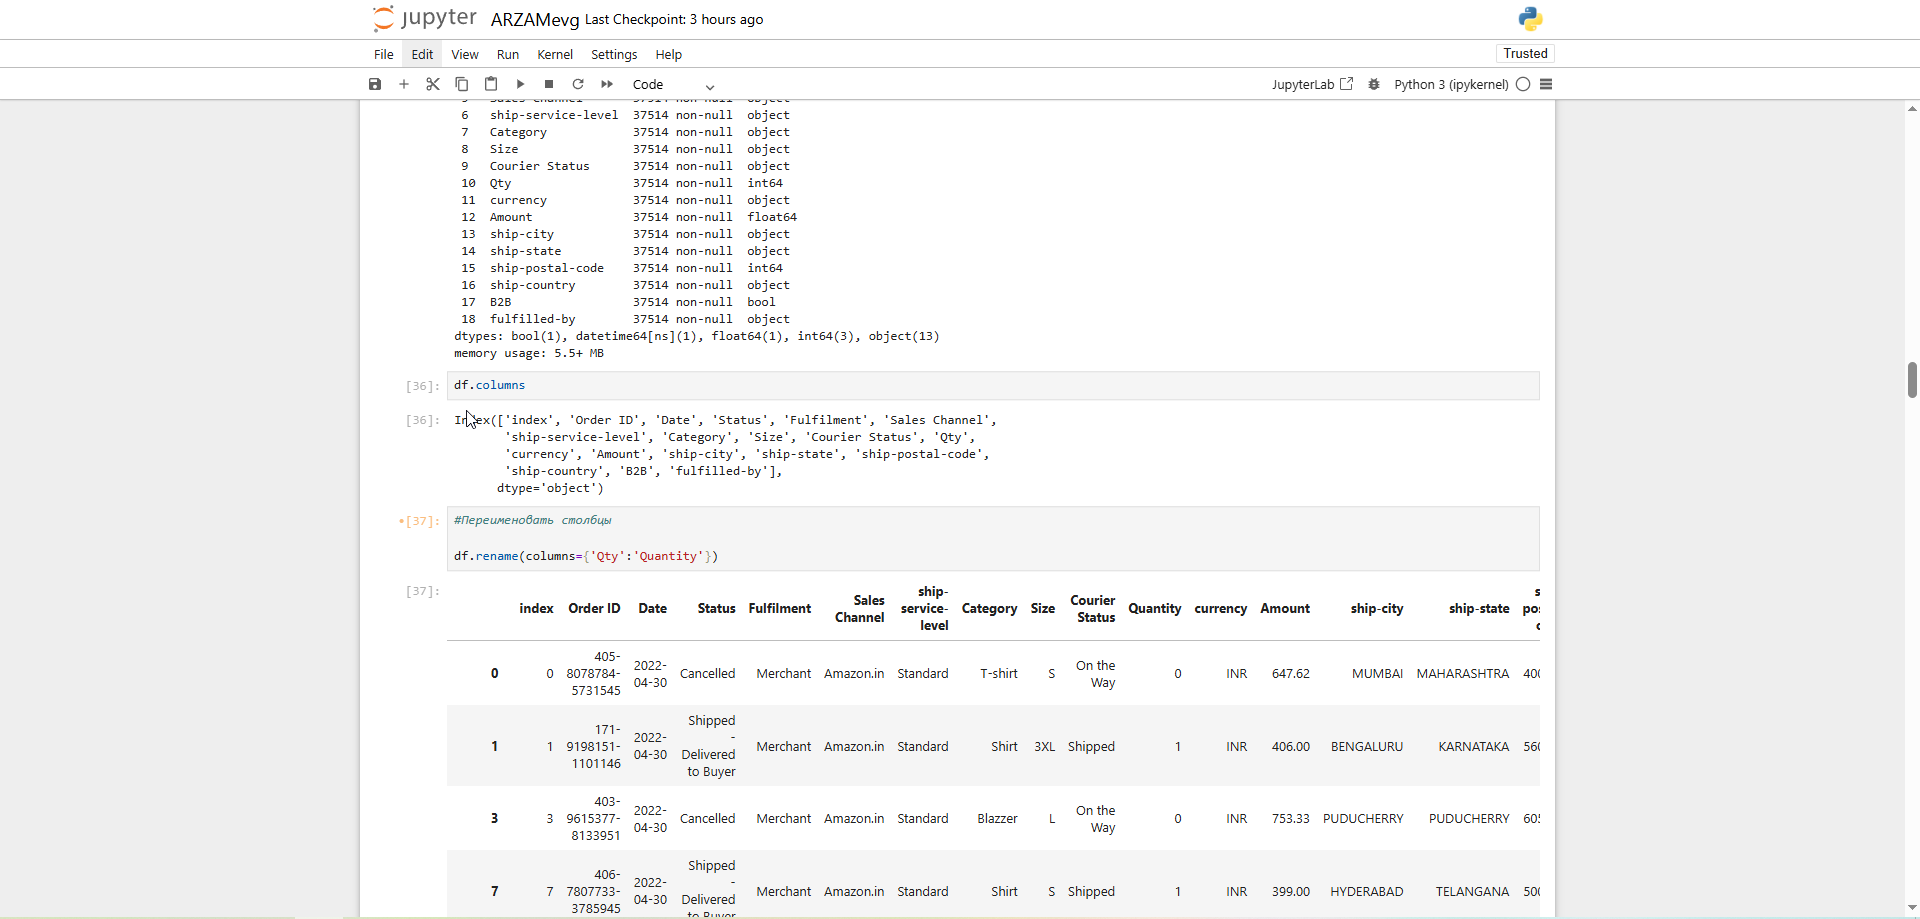 jupyter ARZAMevg Last Checkpoint: 3 hours ago
File Edit View Run Kernel Settings Help Trusted
Code JupyterLab Python 3 (ipykernel)
5 Sales Channel 37514 non-null object
6 ship-service-level 37514 non-null object
7 Category 37514 non-null object
8 Size 37514 non-null object
9 Courier Status 37514 non-null object
10 Qty 37514 non-null int64
11 currency 37514 non-null object
12 Amount 37514 non-null float64
13 ship-city 37514 non-null object
14 ship-state 37514 non-null object
15 ship-postal-code 37514 non-null int64
16 ship-country 37514 non-null object
17 B2B 37514 non-null bool
18 fulfilled-by 37514 non-null object
dtypes: bool(1), datetime64[ns](1), float64(1), int64(3), object(13)
memory usage: 5.5+ MB
[36]: df.columns
[36]: Index(['index', 'Order ID', 'Date', 'Status', 'Fulfilment', 'Sales Channel',
'ship-service-level', 'Category', 'Size', 'Courier Status', 'Qty',
'currency', 'Amount', 'ship-city', 'ship-state', 'ship-postal-code',
'ship-country', 'B2B', 'fulfilled-by'],
dtype='object')
•[37]: #Переименовать столбцы
df.rename(columns={'Qty':'Quantity'})
[37]:
index Order ID Date Status Fulfilment Sales Channel ship-service-level Category Size Courier Status Quantity currency Amount ship-city ship-state
0 0 405-8078784-5731545 2022-04-30 Cancelled Merchant Amazon.in Standard T-shirt S On the Way 0 INR 647.62 MUMBAI MAHARASHTRA
1 1 171-9198151-1101146 2022-04-30 Shipped - Delivered to Buyer Merchant Amazon.in Standard Shirt 3XL Shipped 1 INR 406.00 BENGALURU KARNATAKA
3 3 403-9615377-8133951 2022-04-30 Cancelled Merchant Amazon.in Standard Blazzer L On the Way 0 INR 753.33 PUDUCHERRY PUDUCHERRY
7 7 406-7807733-3785945 2022-04-30 Shipped - Delivered to Buyer Merchant Amazon.in Standard Shirt S Shipped 1 INR 399.00 HYDERABAD TELANGANA